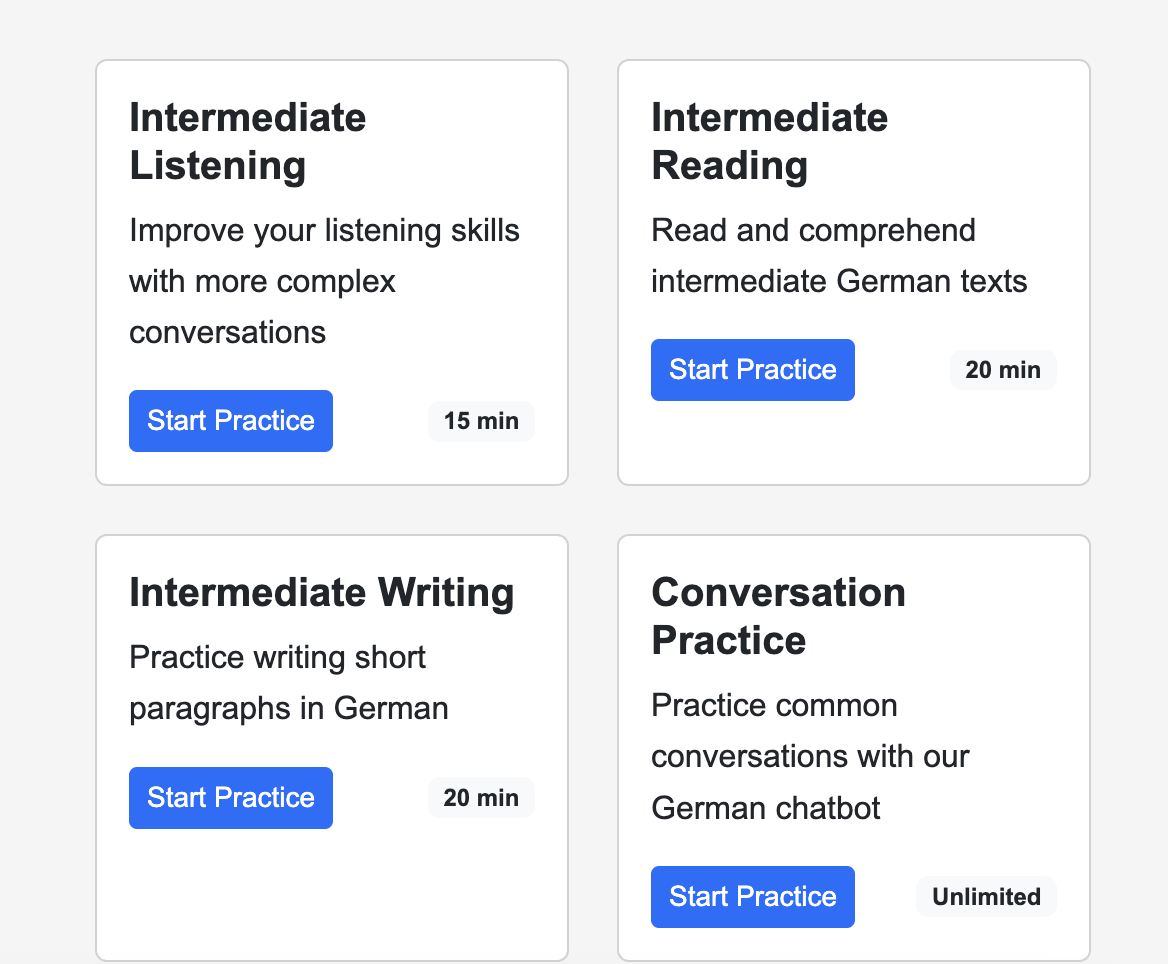 Intermediate
Listening
Improve your listening skills
with more complex
conversations
Start Practice
15 min
Intermediate
Reading
Read and comprehend
intermediate German texts
Start Practice
20 min
Intermediate Writing
Practice writing short
paragraphs in German
Start Practice
20 min
Conversation
Practice
Practice common
conversations with our
German chatbot
Start Practice
Unlimited